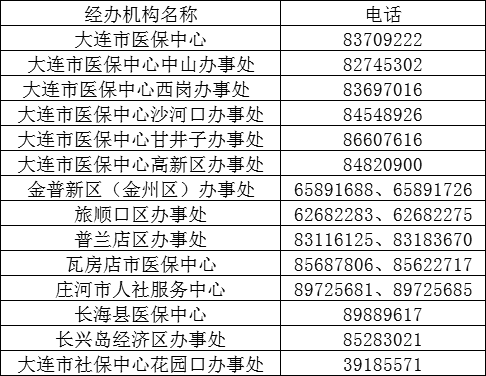 经办机构名称 电话
大连市医保中心 83709222
大连市医保中心中山办事处 82745302
大连市医保中心西岗办事处 83697016
大连市医保中心沙河口办事处 84548926
大连市医保中心甘井子办事处 86607616
大连市医保中心高新区办事处 84820900
金普新区（金州区）办事处 65891688、65891726
旅顺口区办事处 62682283、62682275
普兰店区办事处 83116125、83183670
瓦房店市医保中心 85687806、85622717
庄河市人社服务中心 89725681、89725685
长海县医保中心 89889617
长兴岛经济区办事处 85283021
大连市社保中心花园口办事处 39185571